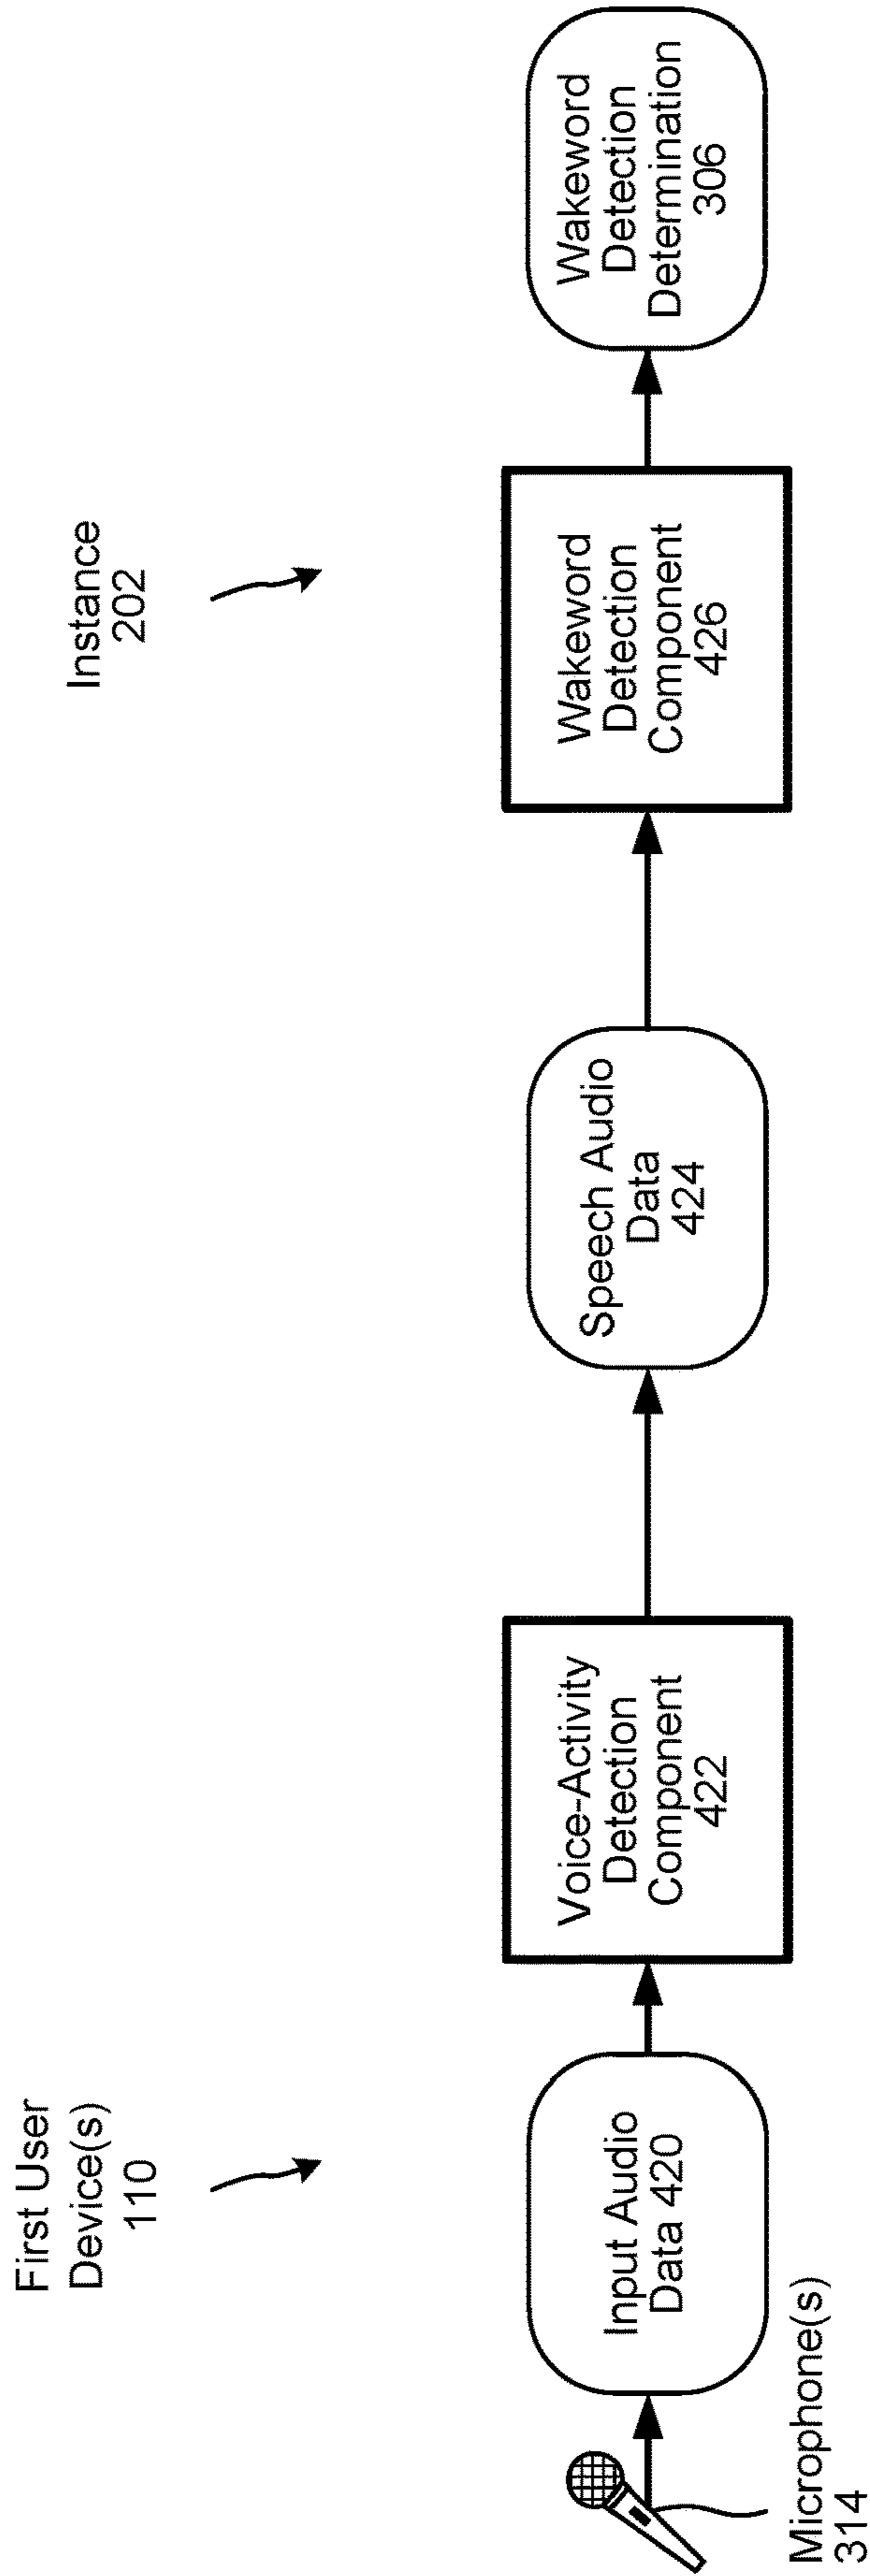 First User
Device(s)
110
Instance
202
Microphone(s)
314
Input Audio
Data 420
Voice-Activity
Detection
Component
422
Speech Audio
Data
424
Wakeword
Detection
Component
426
Wakeword
Detection
Determination
306